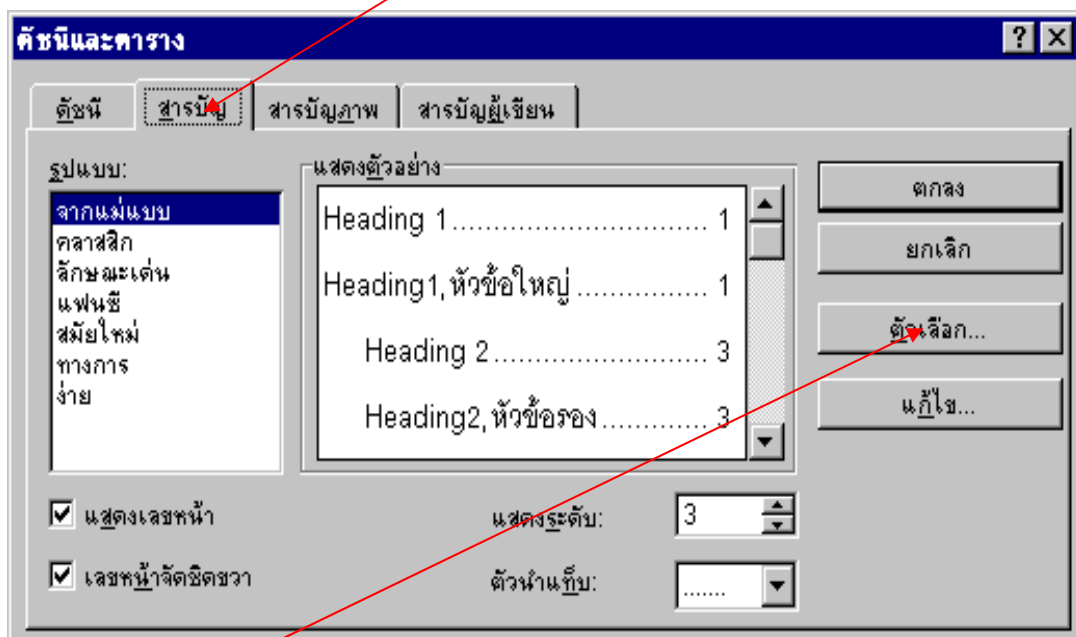 ดัชนีและตาราง
ดัชนี สารบัญ สารบัญภาพ สารบัญผู้เขียน
รูปแบบ:
จากแม่แบบ
คลาสสิก
ลักษณะเด่น
แฟนซี
สมัยใหม่
ทางการ
ง่าย
แสดงตัวอย่าง
Heading 1................................ 1
Heading1,หัวข้อใหญ่................ 1
Heading 2.......................... 3
Heading2,หัวข้อรอง............. 3
ตกลง
ยกเลิก
ตัวเลือก...
แก้ไข...
แสดงเลขหน้า
เลขหน้าจัดชิดขวา
แสดงระดับ: 3
ตัวนำแท็บ: .......